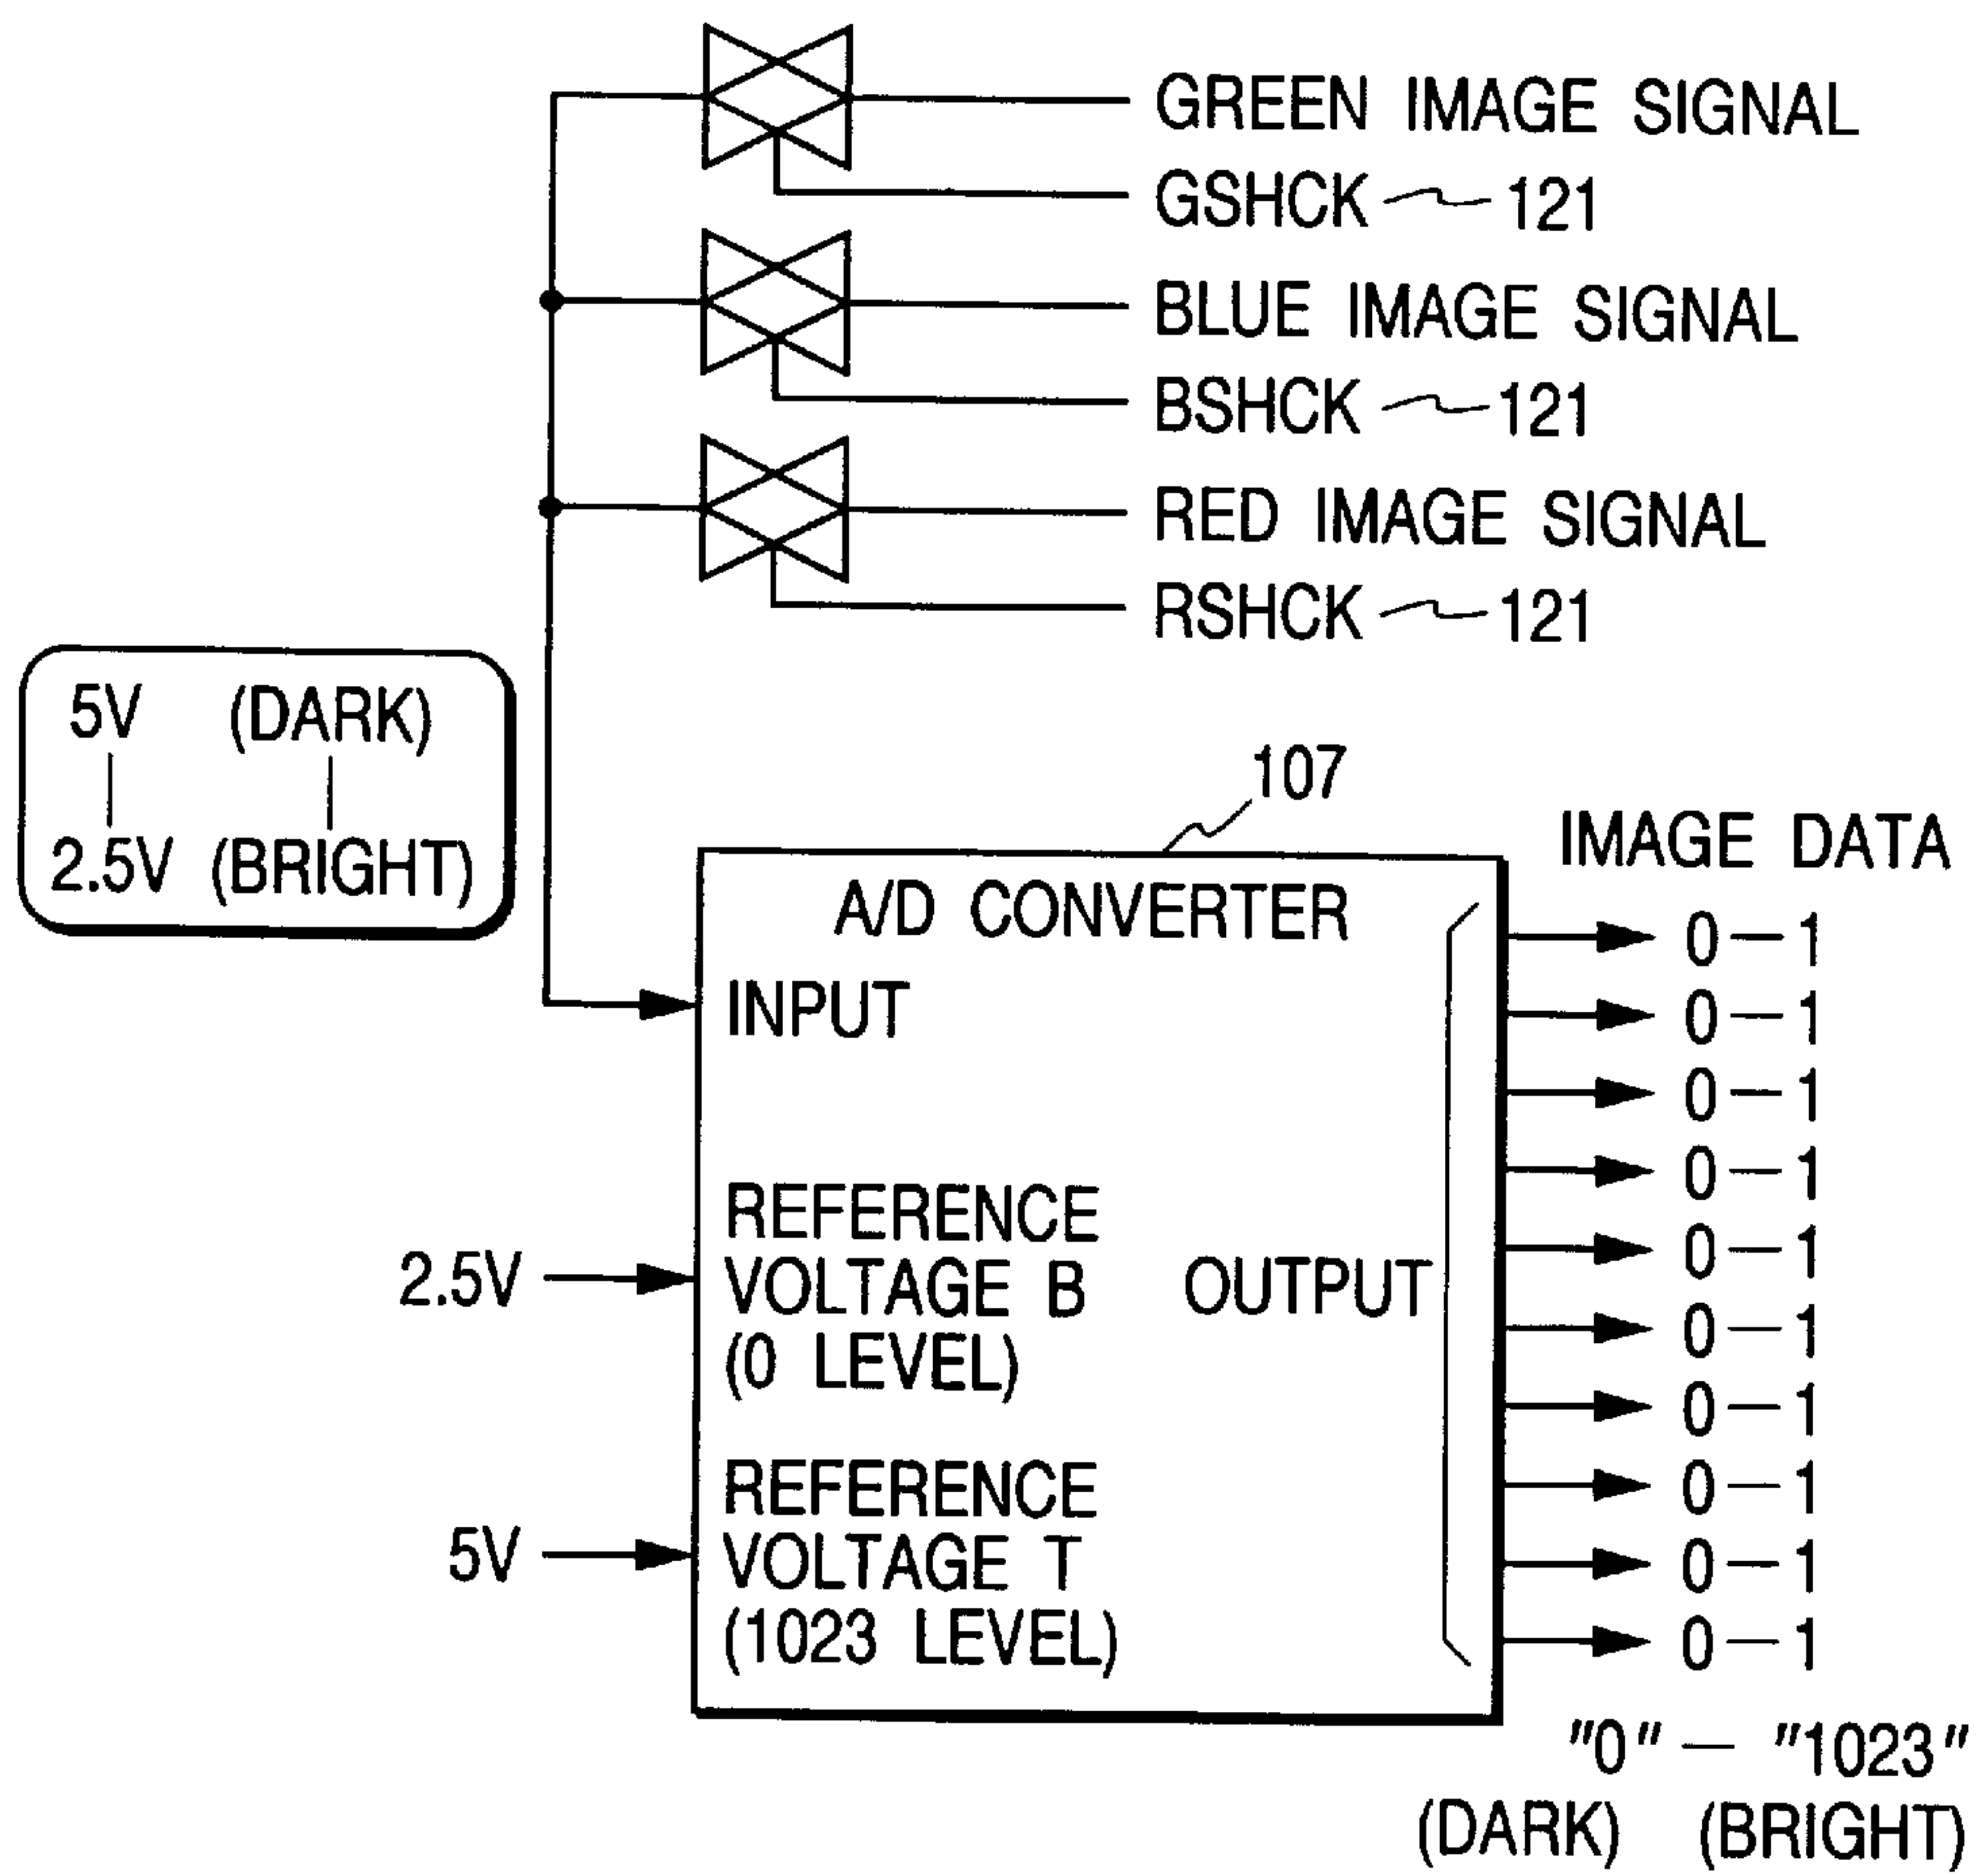 GREEN IMAGE SIGNAL
GSHCK 121
BLUE IMAGE SIGNAL
BSHCK 121
RED IMAGE SIGNAL
RSHCK 121
5V (DARK)
2.5V (BRIGHT)
107
IMAGE DATA
A/D CONVERTER
INPUT
REFERENCE
VOLTAGE B
(0 LEVEL)
2.5V
REFERENCE
VOLTAGE T
(1023 LEVEL)
5V
OUTPUT
0 — 1
0 — 1
0 — 1
0 — 1
0 — 1
0 — 1
0 — 1
0 — 1
0 — 1
0 — 1
"0" — "1023"
(DARK) (BRIGHT)